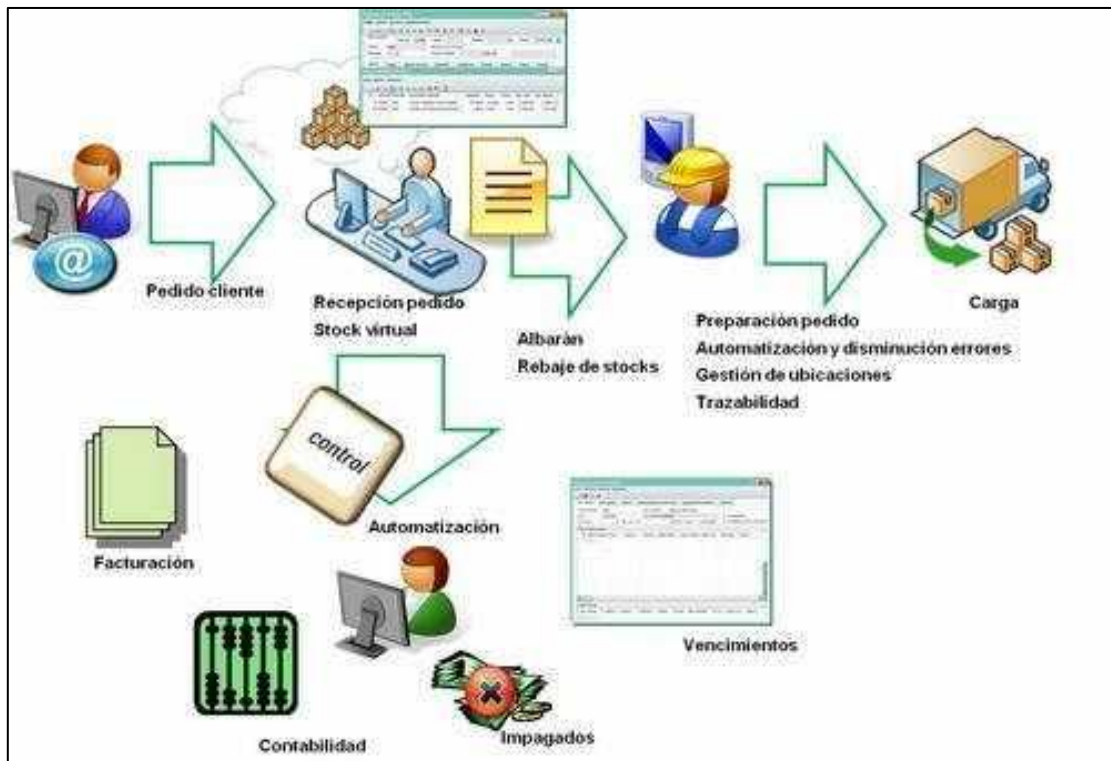 @
Pedido cliente
Recepción pedido
Stock virtual
Albarán
Rebaje de stocks
Preparación pedido
Automatización y disminución errores
Gestión de ubicaciones
Trazabilidad
Carga
control
Automatización
Facturación
Contabilidad
Impagados
Vencimientos